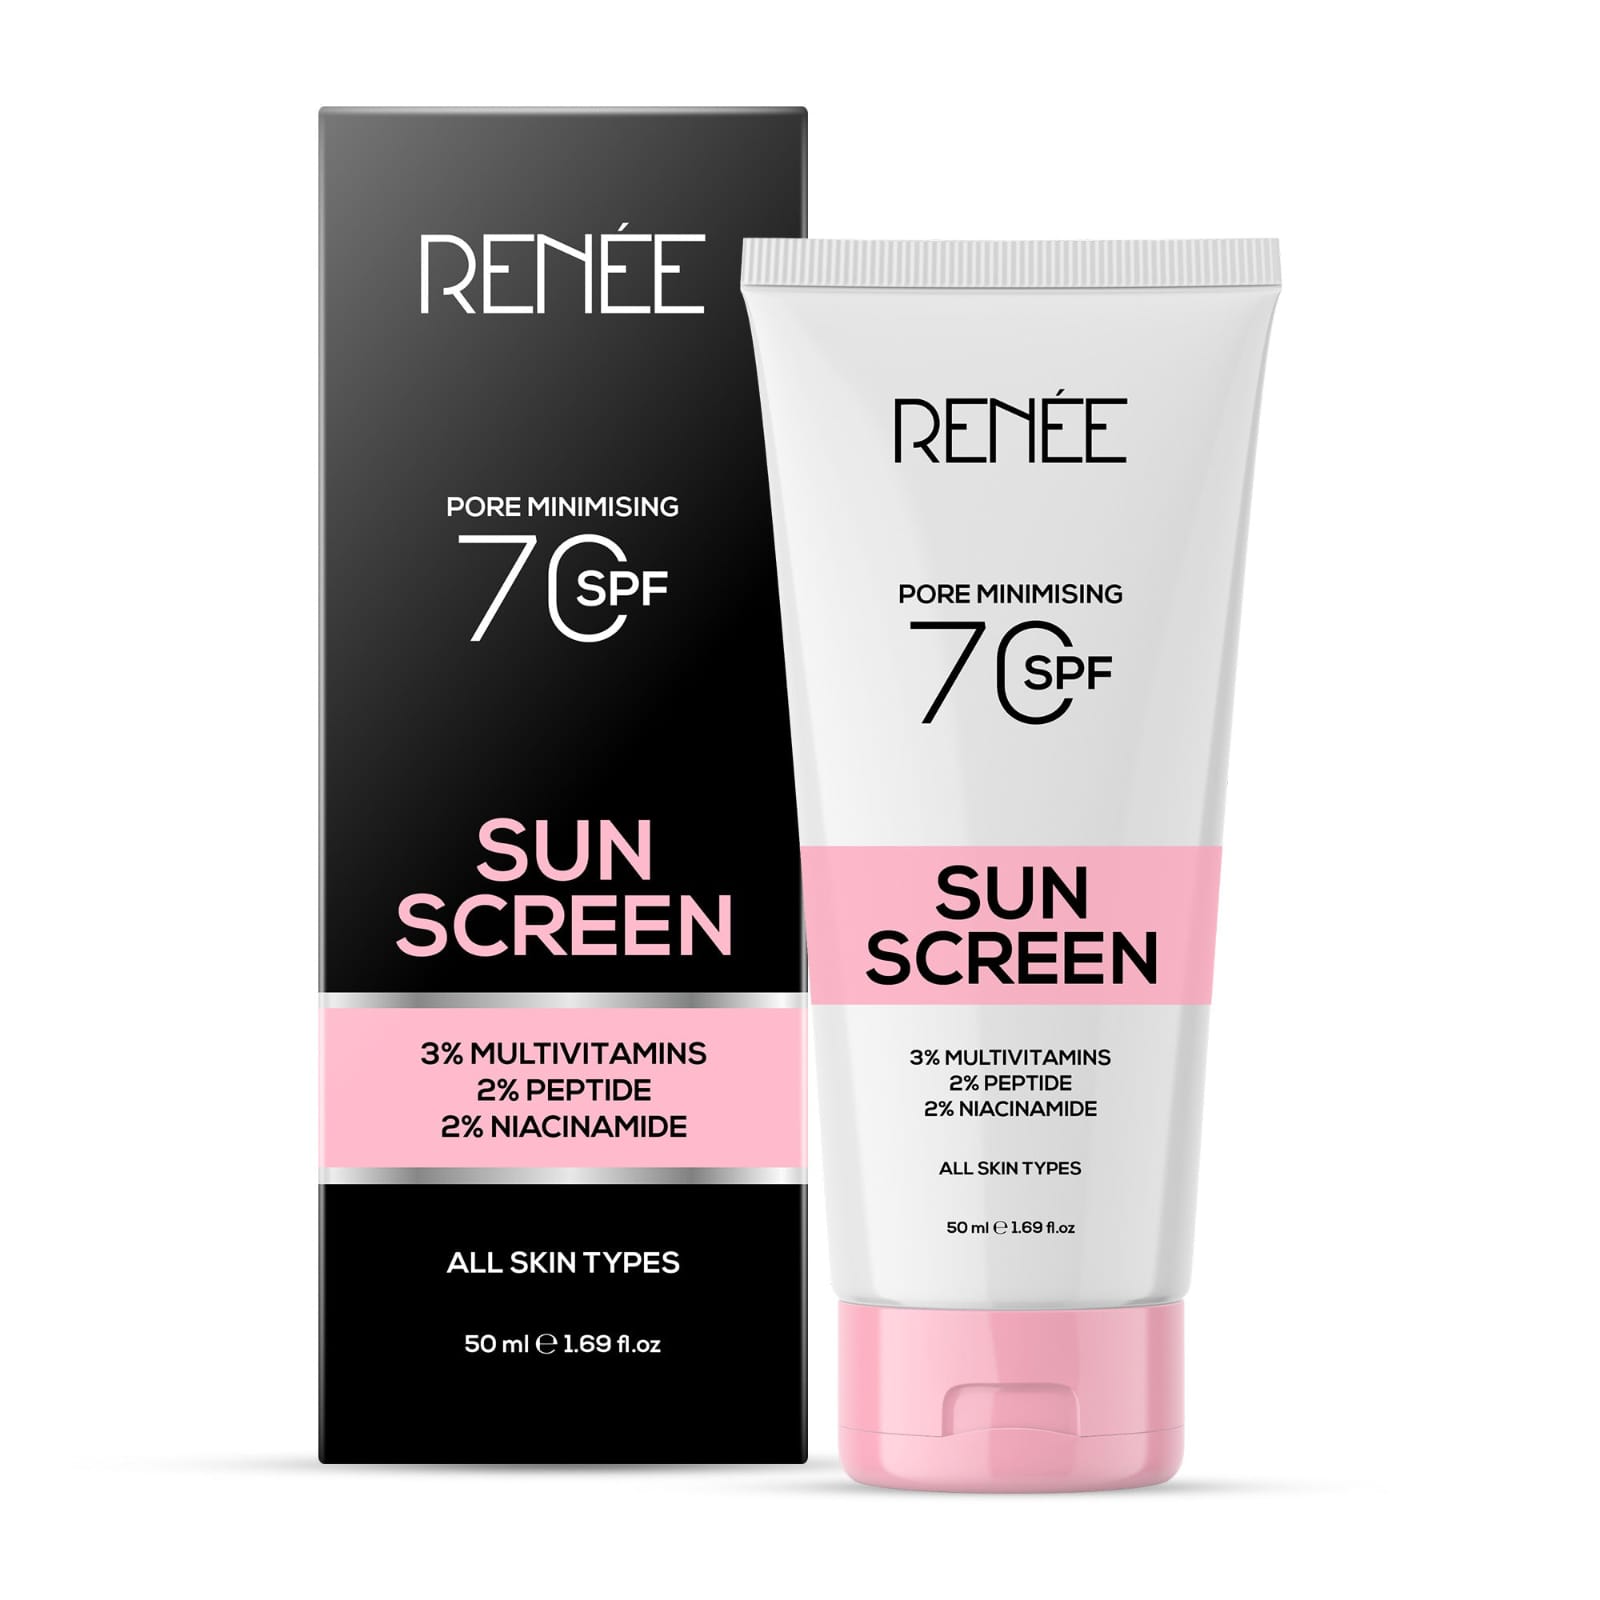 RENÉE
PORE MINIMISING
70 SPF
SUN
SCREEN
3% MULTIVITAMINS
2% PEPTIDE
2% NIACINAMIDE
ALL SKIN TYPES
50 ml ℮ 1.69 fl.oz
RENÉE
PORE MINIMISING
70 SPF
SUN
SCREEN
3% MULTIVITAMINS
2% PEPTIDE
2% NIACINAMIDE
ALL SKIN TYPES
50 ml ℮ 1.69 fl.oz